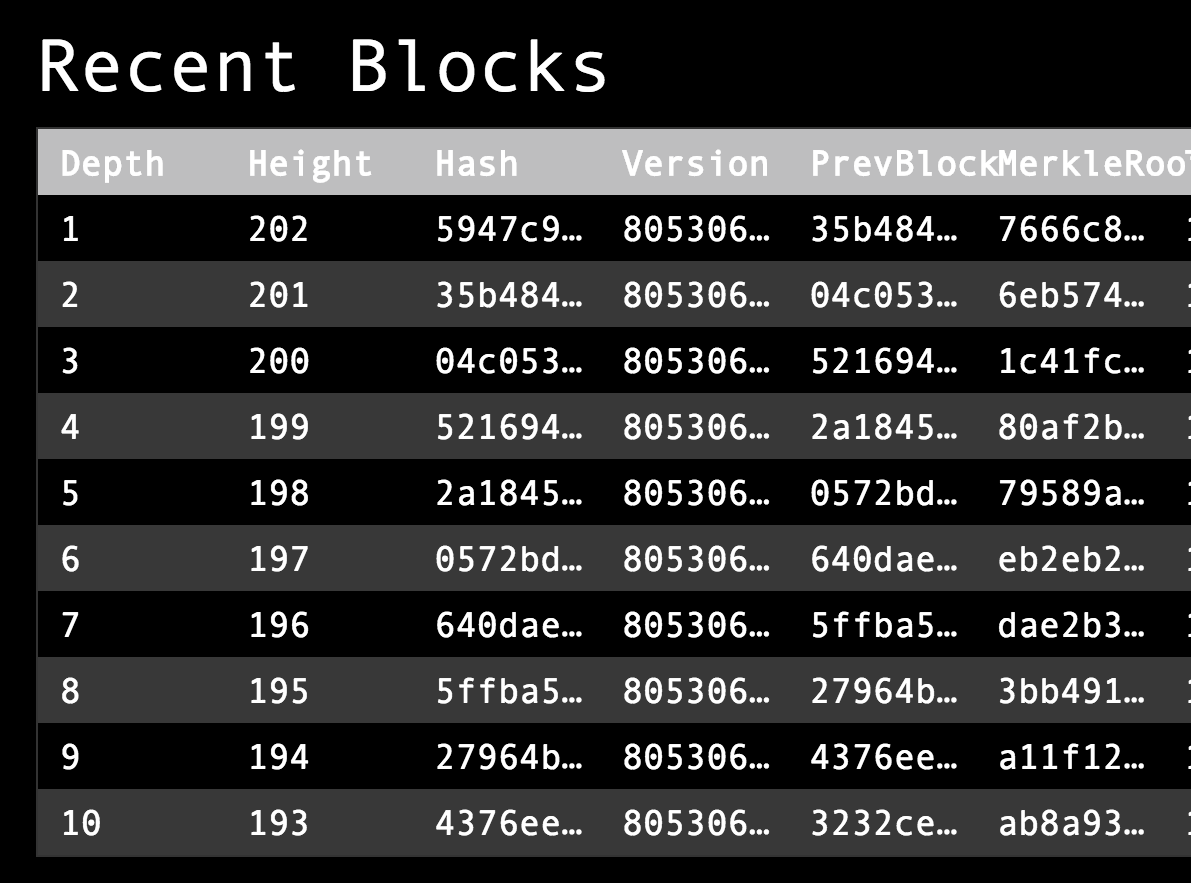 Recent Blocks
Depth Height Hash Version PrevBlock MerkleRoo
1 202 5947c9… 805306… 35b484… 7666c8…
2 201 35b484… 805306… 04c053… 6eb574…
3 200 04c053… 805306… 521694… 1c41fc…
4 199 521694… 805306… 2a1845… 80af2b…
5 198 2a1845… 805306… 0572bd… 79589a…
6 197 0572bd… 805306… 640dae… eb2eb2…
7 196 640dae… 805306… 5ffba5… dae2b3…
8 195 5ffba5… 805306… 27964b… 3bb491…
9 194 27964b… 805306… 4376ee… a11f12…
10 193 4376ee… 805306… 3232ce… ab8a93…